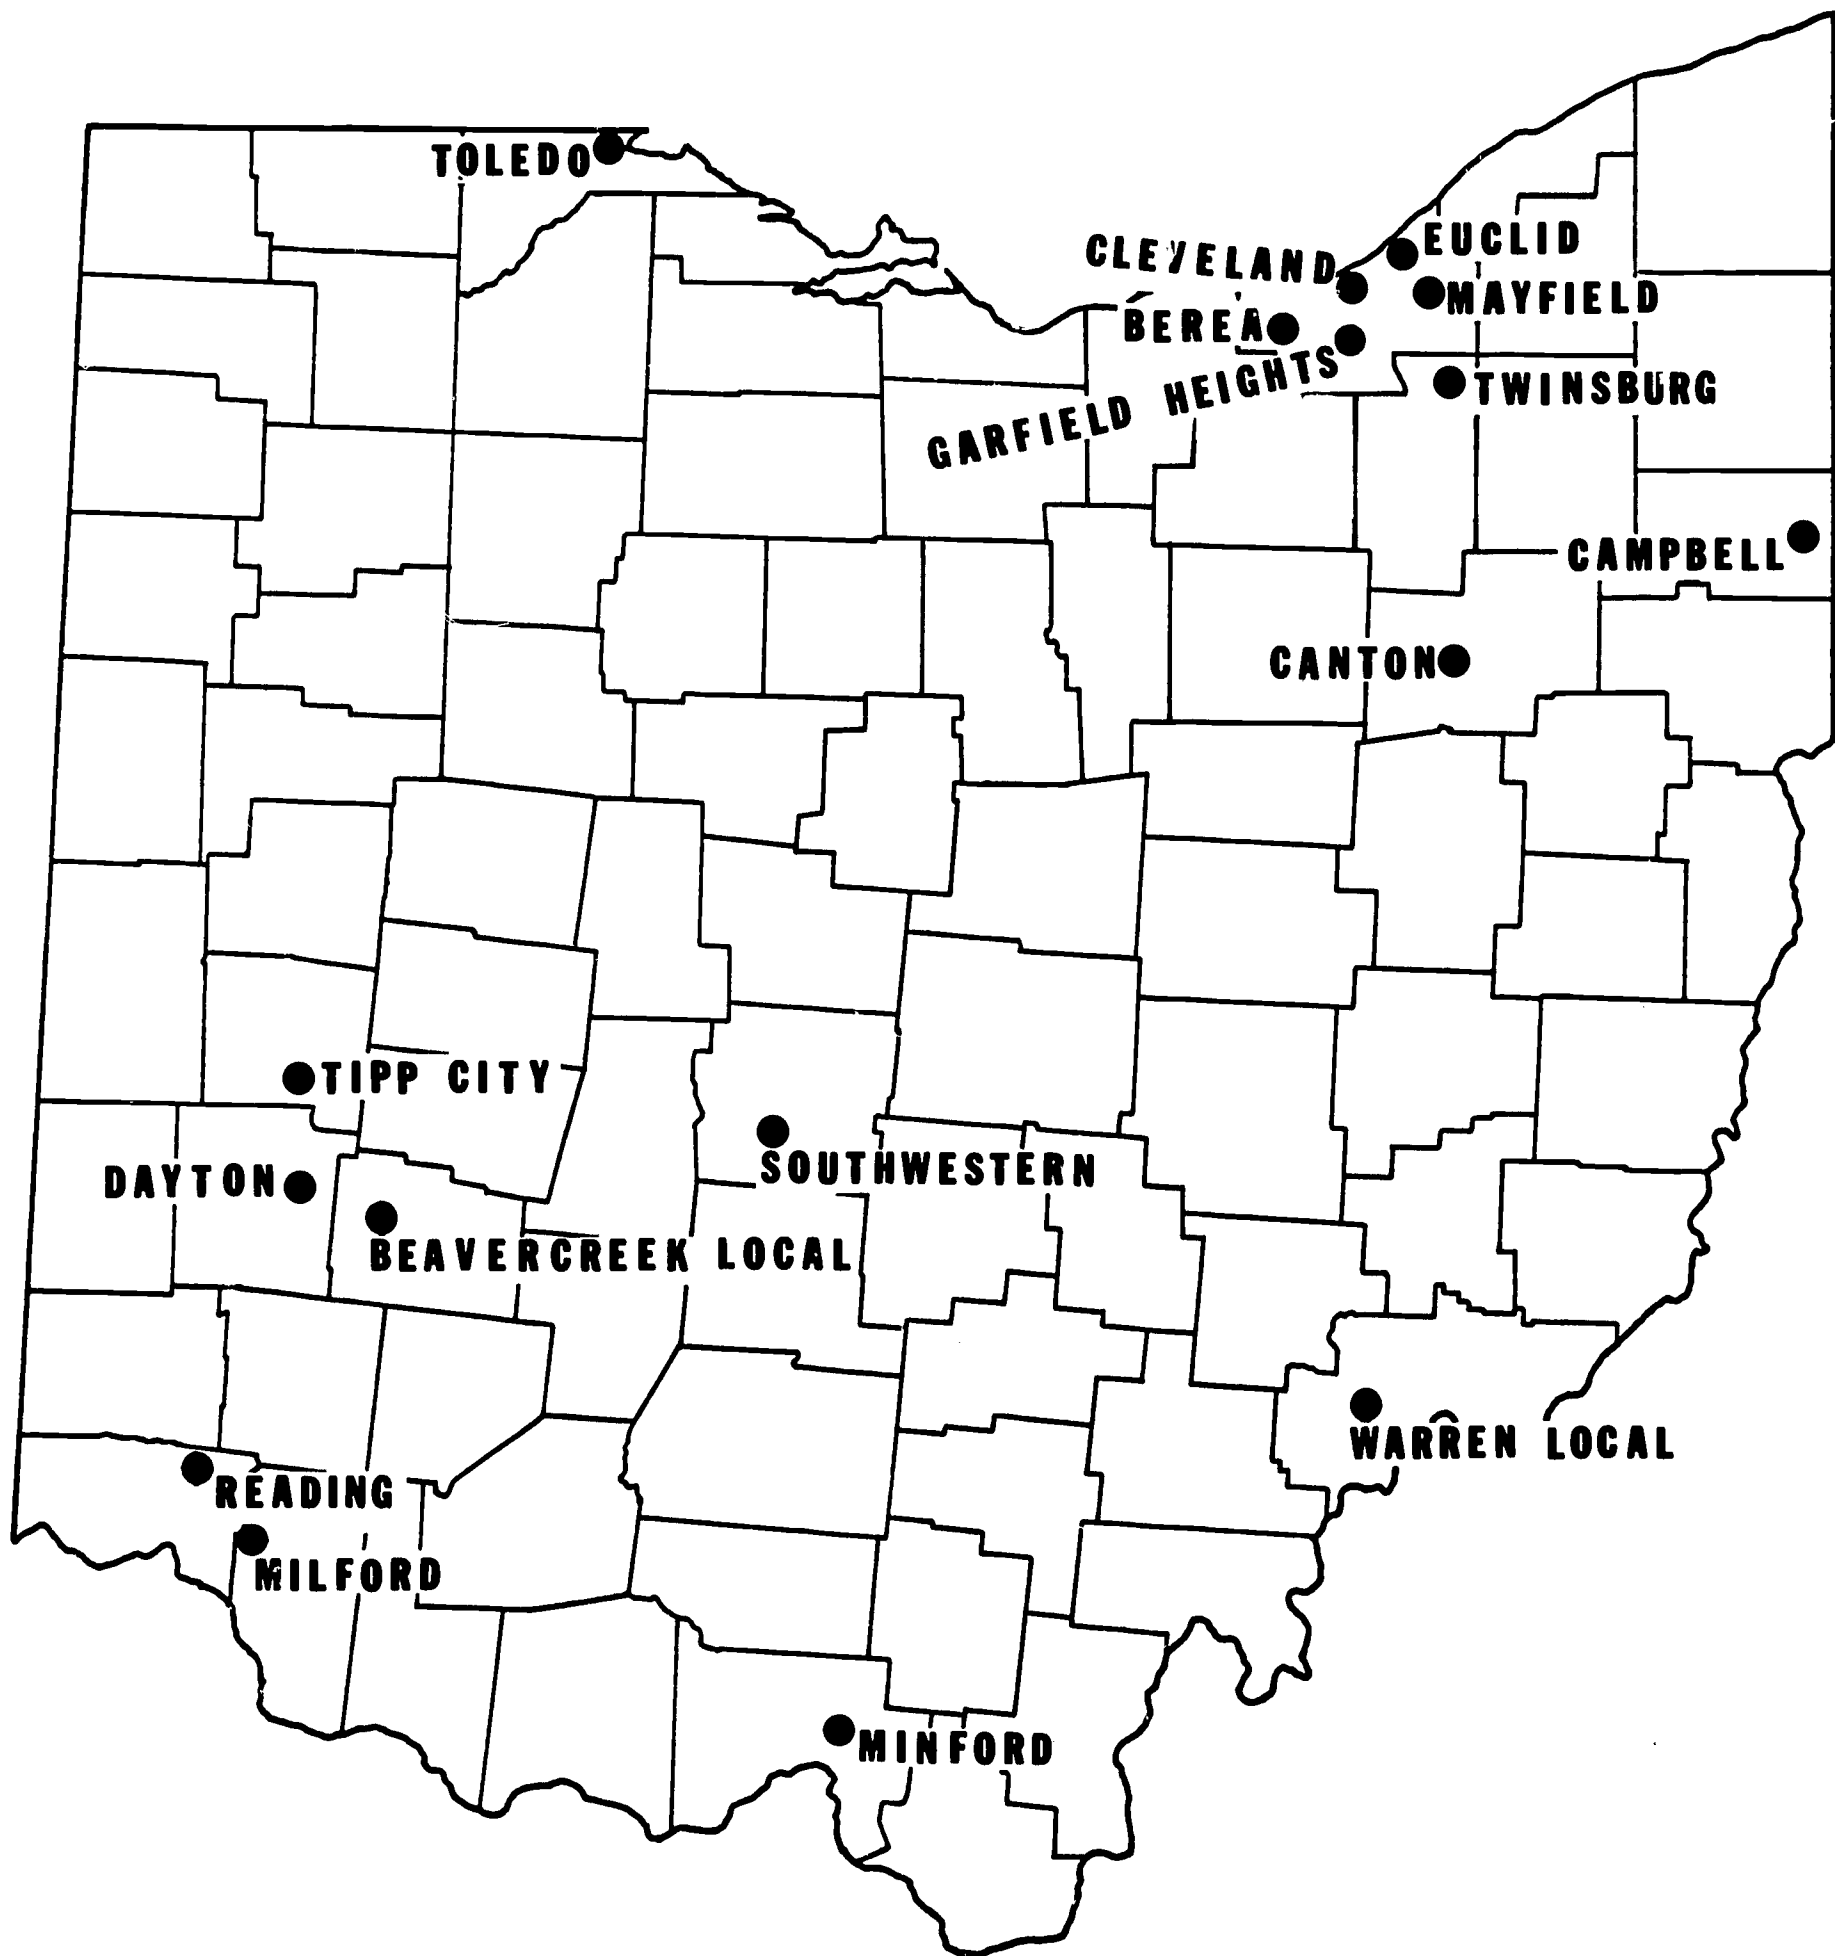 TOLEDO
EUCLID
CLEVELAND
MAYFIELD
BEREA
GARFIELD HEIGHTS
TWINSBURG
CAMPBELL
CANTON
TIPP CITY
SOUTHWESTERN
DAYTON
BEAVERCREEK LOCAL
WARREN LOCAL
READING
MILFORD
MINFORD